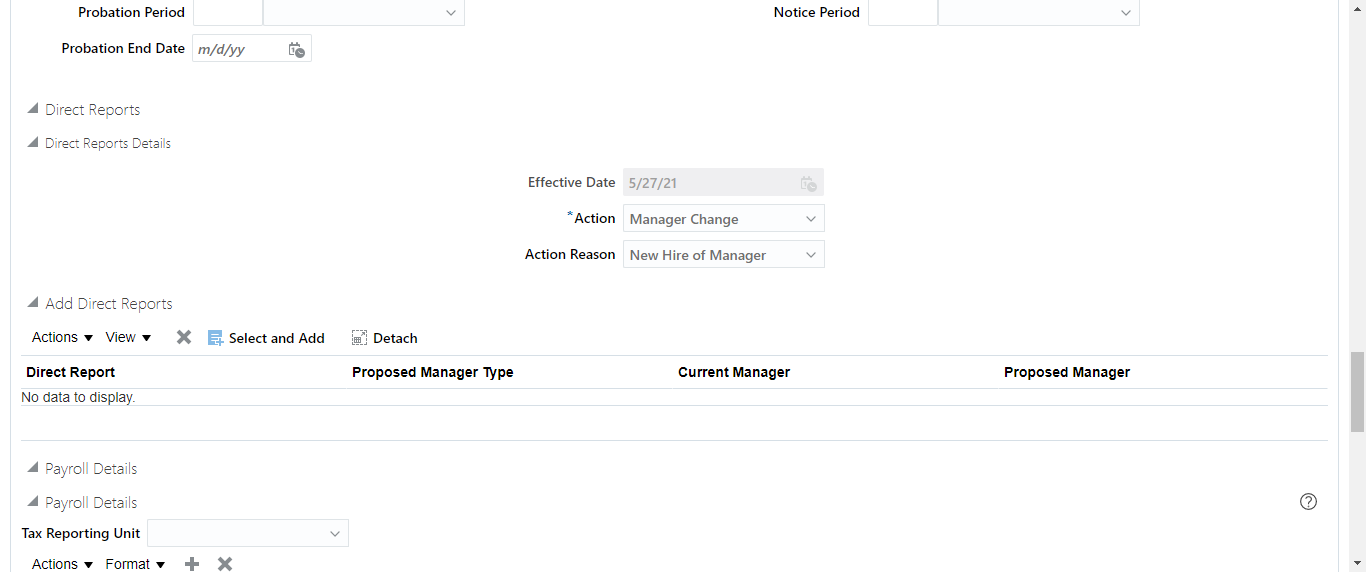 Probation Period
Notice Period
Probation End Date m/d/yy
Direct Reports
Direct Reports Details
Effective Date 5/27/21
*Action Manager Change
Action Reason New Hire of Manager
Add Direct Reports
Actions View Select and Add Detach
Direct Report Proposed Manager Type Current Manager Proposed Manager
No data to display.
Payroll Details
Payroll Details ?
Tax Reporting Unit
Actions Format